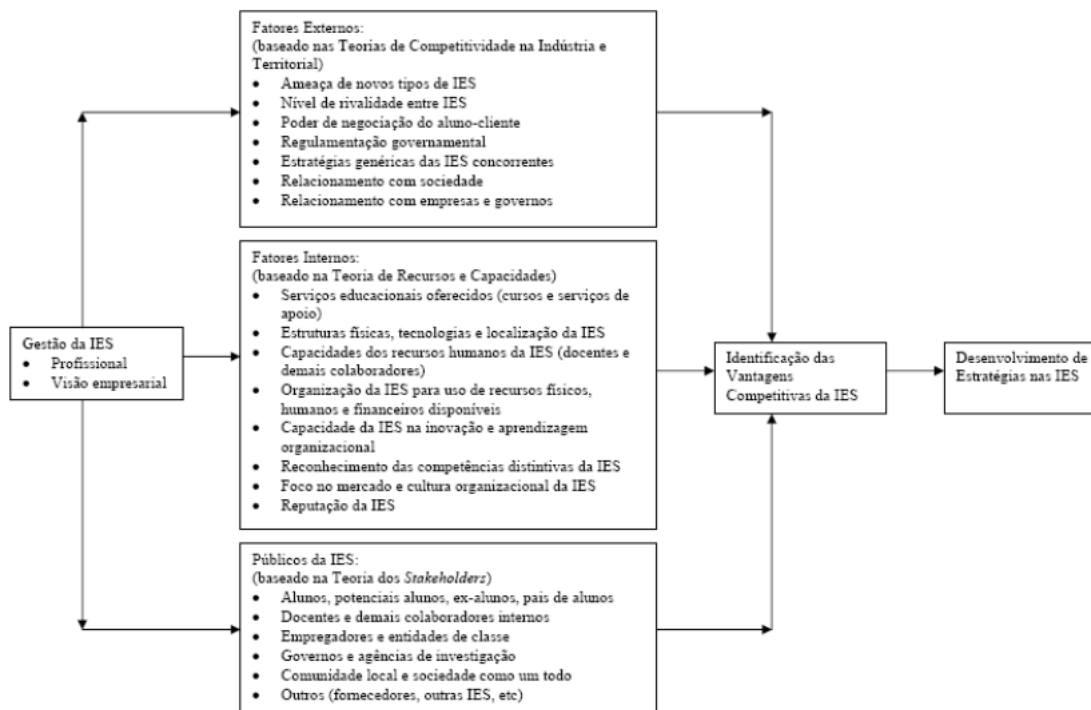 Fatores Externos:
(baseado nas Teorias de Competitividade na Indústria e
Territorial)
• Ameaça de novos tipos de IES
• Nível de rivalidade entre IES
• Poder de negociação do aluno-cliente
• Regulamentação governamental
• Estratégias genéricas das IES concorrentes
• Relacionamento com sociedade
• Relacionamento com empresas e governos
Gestão da IES
• Profissional
• Visão empresarial
Fatores Internos:
(baseado na Teoria de Recursos e Capacidades)
• Serviços educacionais oferecidos (cursos e serviços de
apoio)
• Estruturas físicas, tecnologias e localização da IES
• Capacidades dos recursos humanos da IES (docentes e
demais colaboradores)
• Organização da IES para uso de recursos físicos,
humanos e financeiros disponíveis
• Capacidade da IES na inovação e aprendizagem
organizacional
• Reconhecimento das competências distintivas da IES
• Foco no mercado e cultura organizacional da IES
• Reputação da IES
Públicos da IES:
(baseado na Teoria dos Stakeholders)
• Alunos, potenciais alunos, ex-alunos, pais de alunos
• Docentes e demais colaboradores internos
• Empregadores e entidades de classe
• Governos e agências de investigação
• Comunidade local e sociedade como um todo
• Outros (fornecedores, outras IES, etc)
Identificação das
Vantagens
Competitivas da IES
Desenvolvimento de
Estratégias nas IES